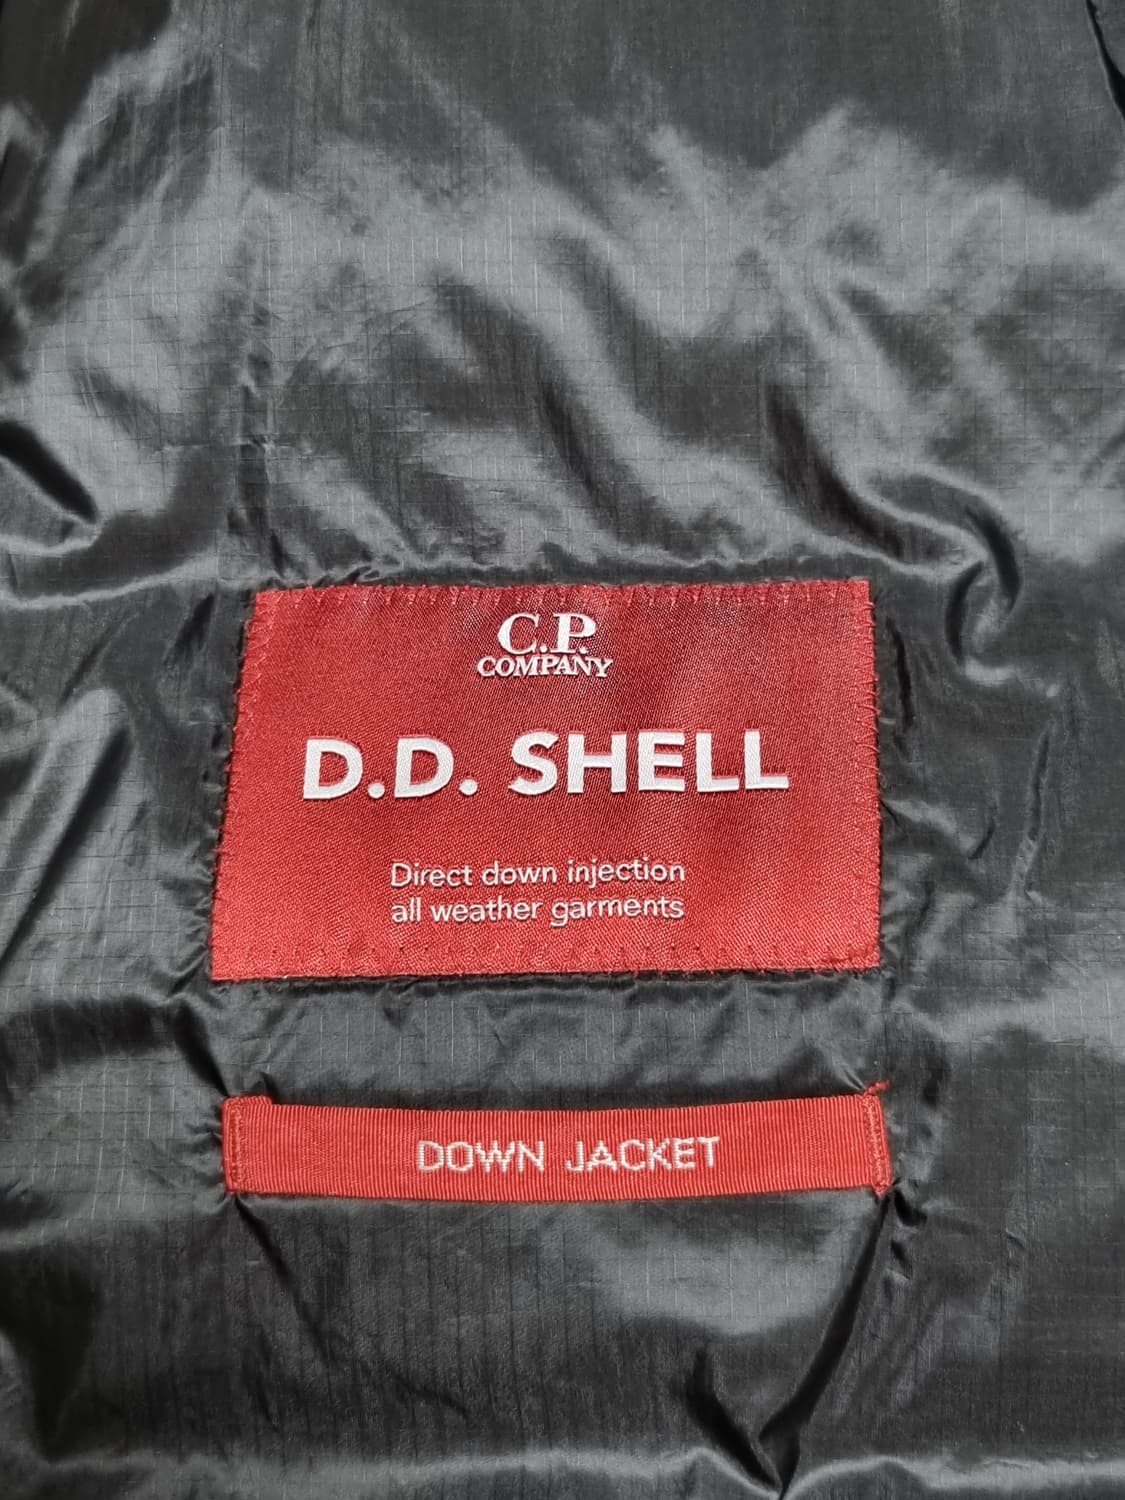 C.P.
COMPANY
D.D. SHELL
Direct down injection
all weather garments
DOWN JACKET